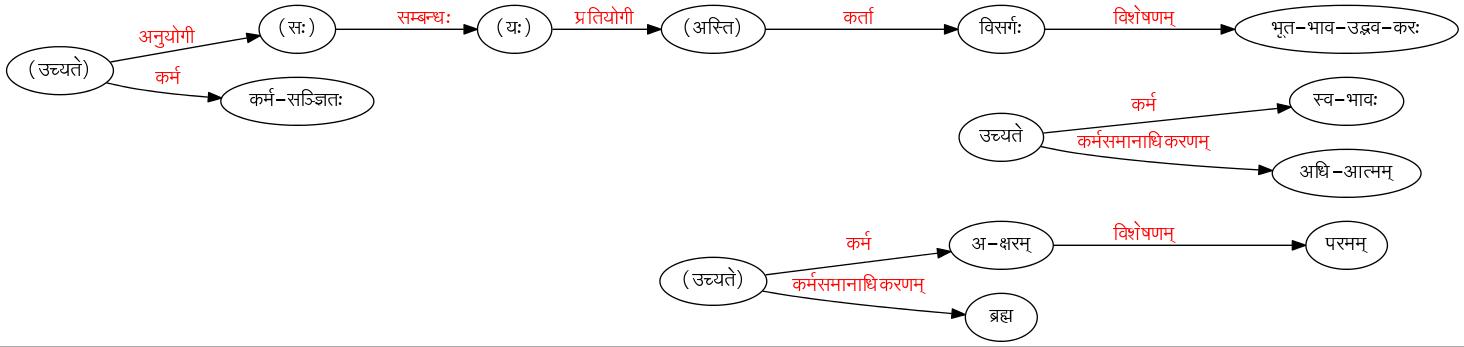 सम्बन्धः प्रतियोगी कर्ता विशेषणम्
(सः) (यः) (अस्ति) विसर्गः भूत-भाव-उद्भव-करः
अनुयोगी
(उच्यते)
कर्म
कर्म-सञ्ज्ञितः
कर्म स्व-भावः
उच्यते
कर्मसमानाधिकरणम्
अधि-आत्मम्
कर्म अ-क्षरम् विशेषणम् परमम्
(उच्यते)
कर्मसमानाधिकरणम्
ब्रह्म